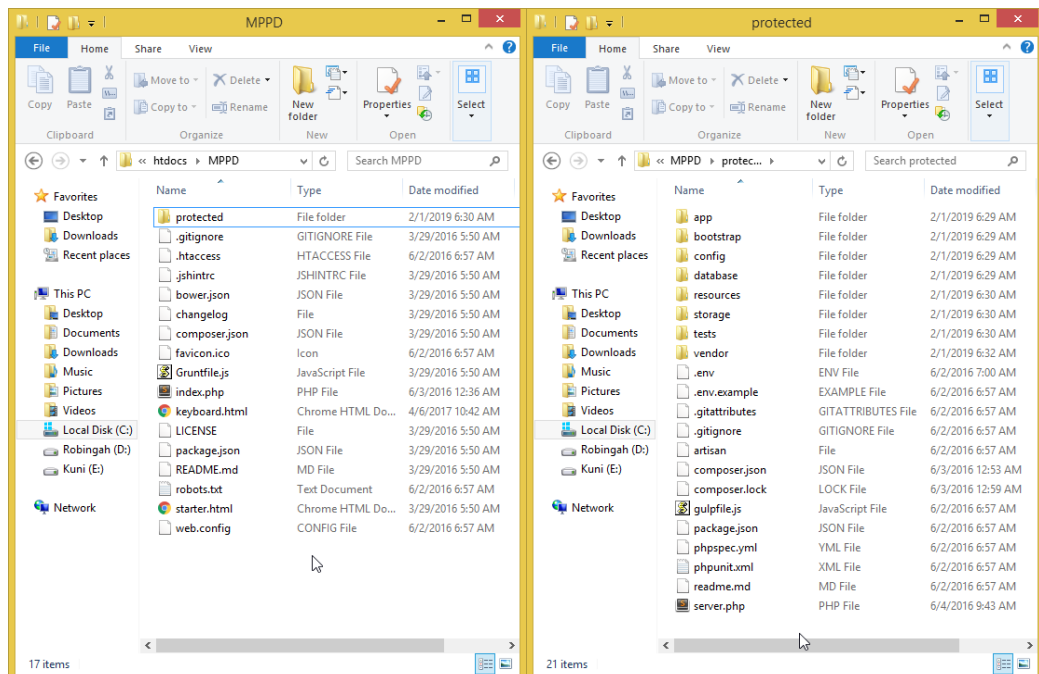 MPPD
File Home Share View
Copy Paste Move to Copy to Delete Rename New folder Properties Select
Clipboard Organize New Open
« htdocs › MPPD Search MPPD
Name Type Date modified
Favorites
Desktop
Downloads
Recent places
This PC
Desktop
Documents
Downloads
Music
Pictures
Videos
Local Disk (C:)
Robingah (D:)
Kuni (E:)
Network
protected File folder 2/1/2019 6:30 AM
.gitignore GITIGNORE File 3/29/2016 5:50 AM
.htaccess HTACCESS File 6/2/2016 6:57 AM
.jshintrc JSHINTRC File 3/29/2016 5:50 AM
bower.json JSON File 3/29/2016 5:50 AM
changelog File 3/29/2016 5:50 AM
composer.json JSON File 3/29/2016 5:50 AM
favicon.ico Icon 6/2/2016 6:57 AM
Gruntfile.js JavaScript File 3/29/2016 5:50 AM
index.php PHP File 6/3/2016 12:36 AM
keyboard.html Chrome HTML Do... 4/6/2017 10:42 AM
LICENSE File 3/29/2016 5:50 AM
package.json JSON File 3/29/2016 5:50 AM
README.md MD File 3/29/2016 5:50 AM
robots.txt Text Document 6/2/2016 6:57 AM
starter.html Chrome HTML Do... 3/29/2016 5:50 AM
web.config CONFIG File 6/2/2016 6:57 AM
17 items
protected
File Home Share View
Copy Paste Move to Copy to Delete Rename New folder Properties Select
Clipboard Organize New Open
« MPPD › protec... › Search protected
Name Type Date modified
Favorites
Desktop
Downloads
Recent places
This PC
Desktop
Documents
Downloads
Music
Pictures
Videos
Local Disk (C:)
Robingah (D:)
Kuni (E:)
Network
app File folder 2/1/2019 6:29 AM
bootstrap File folder 2/1/2019 6:29 AM
config File folder 2/1/2019 6:29 AM
database File folder 2/1/2019 6:29 AM
resources File folder 2/1/2019 6:30 AM
storage File folder 2/1/2019 6:30 AM
tests File folder 2/1/2019 6:30 AM
vendor File folder 2/1/2019 6:32 AM
.env ENV File 6/2/2016 7:00 AM
.env.example EXAMPLE File 6/2/2016 6:57 AM
.gitattributes GITATTRIBUTES File 6/2/2016 6:57 AM
.gitignore GITIGNORE File 6/2/2016 6:57 AM
artisan File 6/2/2016 6:57 AM
composer.json JSON File 6/3/2016 12:53 AM
composer.lock LOCK File 6/3/2016 12:59 AM
gulpfile.js JavaScript File 6/2/2016 6:57 AM
package.json JSON File 6/2/2016 6:57 AM
phpspec.yml YML File 6/2/2016 6:57 AM
phpunit.xml XML File 6/2/2016 6:57 AM
readme.md MD File 6/2/2016 6:57 AM
server.php PHP File 6/4/2016 9:43 AM
21 items